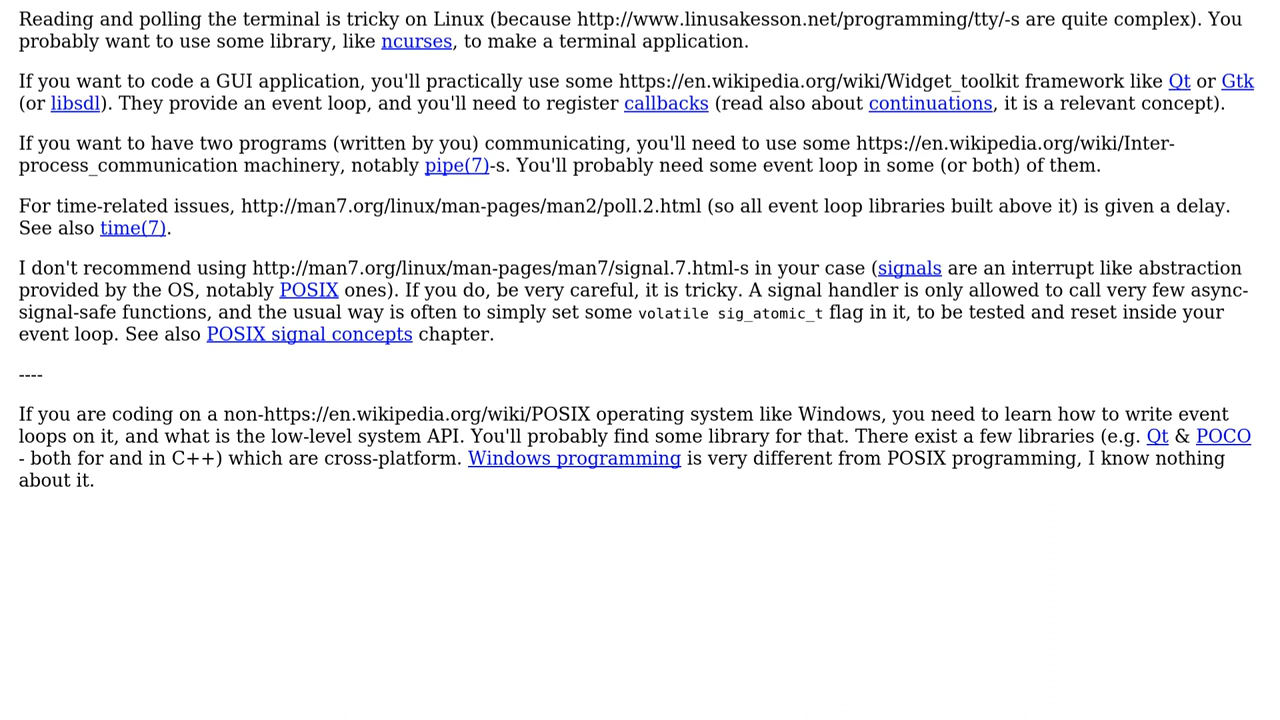 Reading and polling the terminal is tricky on Linux (because http://www.linusakesson.net/programming/tty/-s are quite complex). You
probably want to use some library, like ncurses, to make a terminal application.
If you want to code a GUI application, you'll practically use some https://en.wikipedia.org/wiki/Widget_toolkit framework like Qt or Gtk
(or libsdl). They provide an event loop, and you'll need to register callbacks (read also about continuations, it is a relevant concept).
If you want to have two programs (written by you) communicating, you'll need to use some https://en.wikipedia.org/wiki/Inter-
process_communication machinery, notably pipe(7)-s. You'll probably need some event loop in some (or both) of them.
For time-related issues, http://man7.org/linux/man-pages/man2/poll.2.html (so all event loop libraries built above it) is given a delay.
See also time(7).
I don't recommend using http://man7.org/linux/man-pages/man7/signal.7.html-s in your case (signals are an interrupt like abstraction
provided by the OS, notably POSIX ones). If you do, be very careful, it is tricky. A signal handler is only allowed to call very few async-
signal-safe functions, and the usual way is often to simply set some volatile sig_atomic_t flag in it, to be tested and reset inside your
event loop. See also POSIX signal concepts chapter.
----
If you are coding on a non-https://en.wikipedia.org/wiki/POSIX operating system like Windows, you need to learn how to write event
loops on it, and what is the low-level system API. You'll probably find some library for that. There exist a few libraries (e.g. Qt & POCO
- both for and in C++) which are cross-platform. Windows programming is very different from POSIX programming, I know nothing
about it.